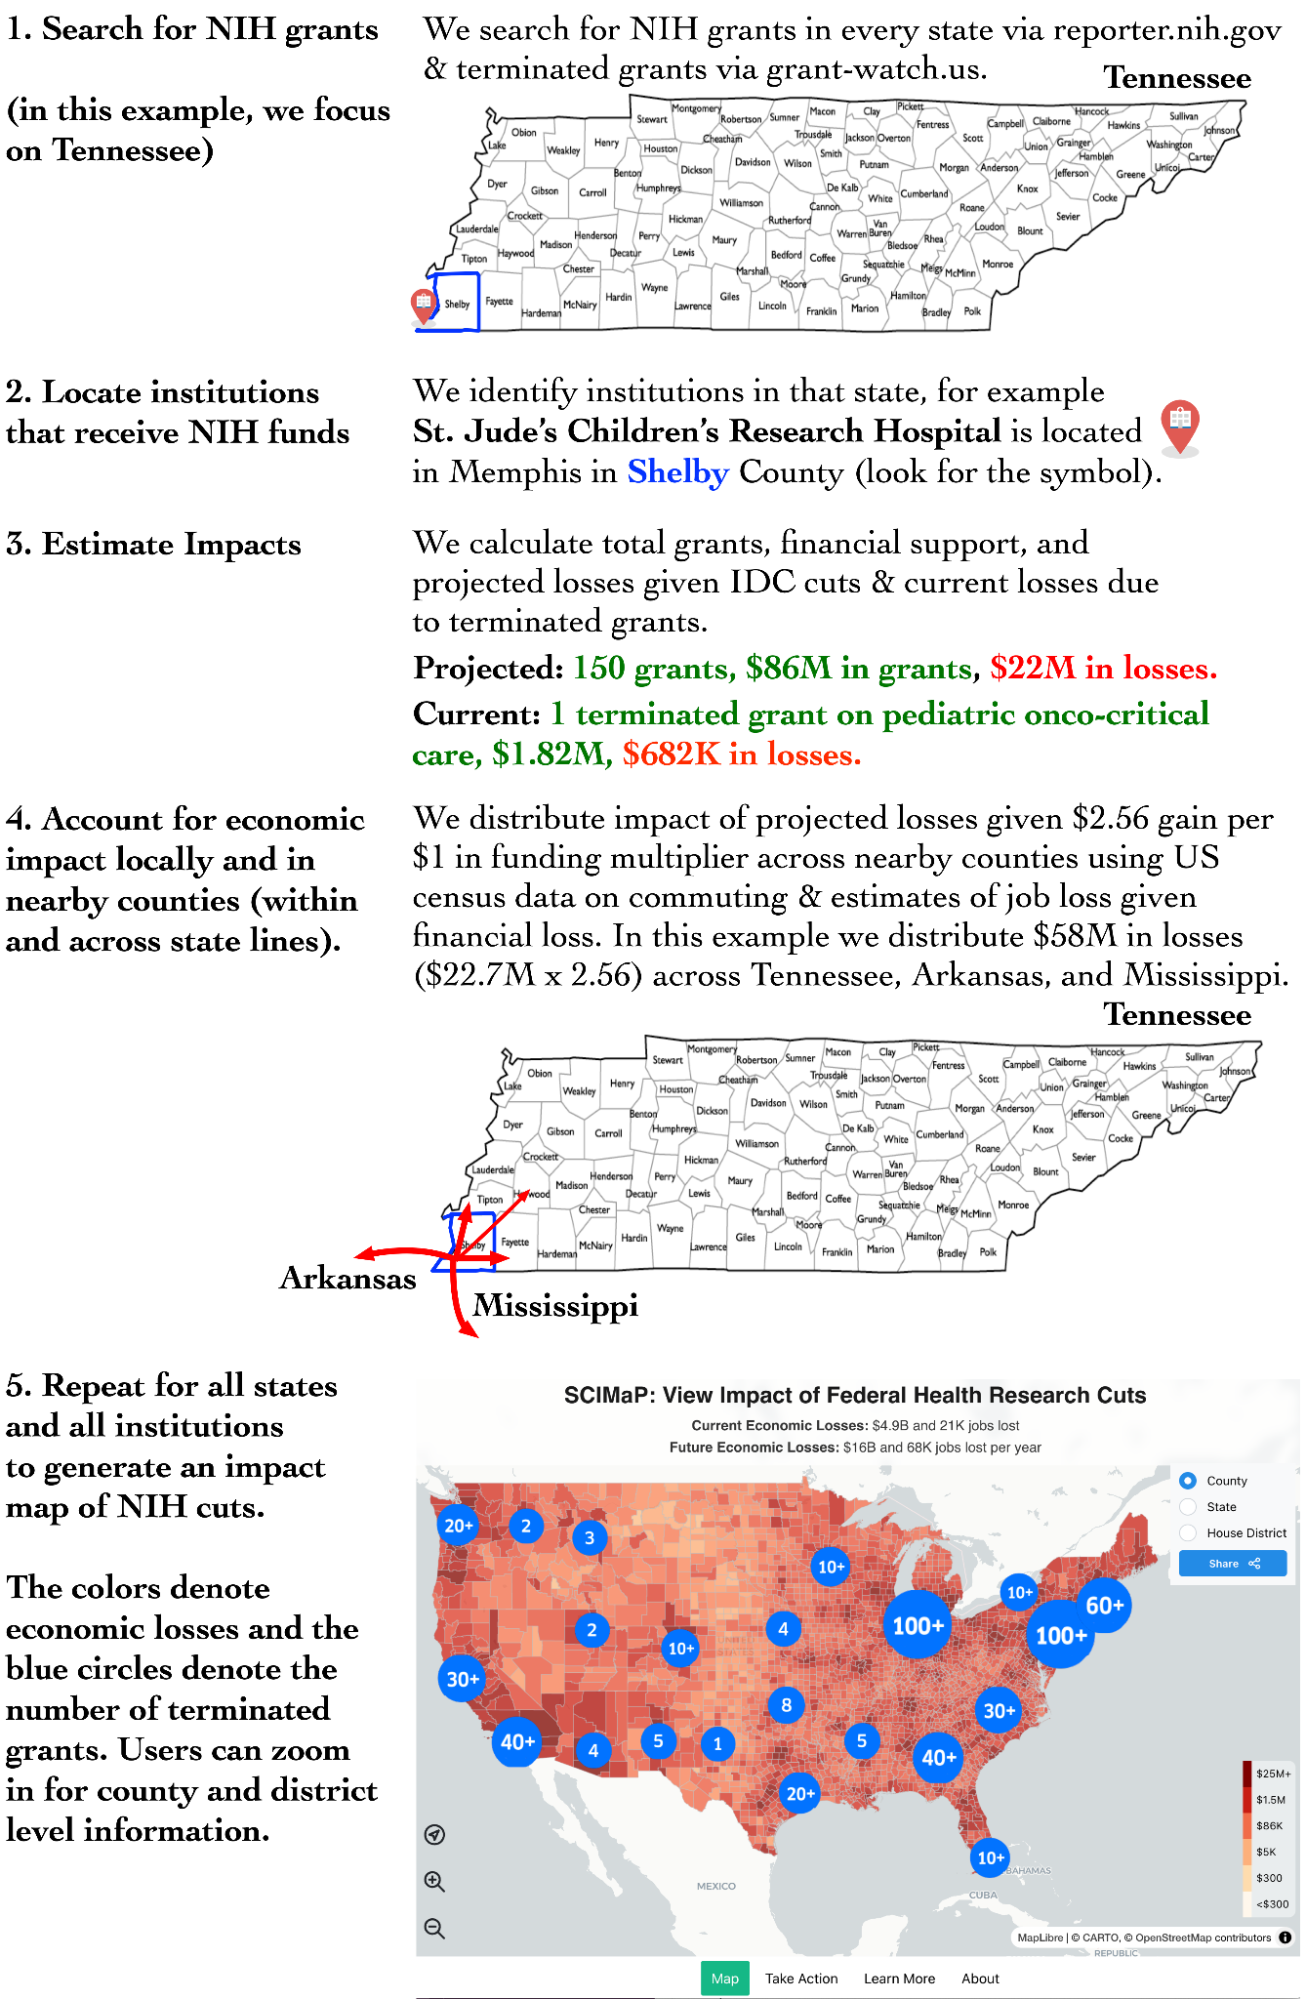 1. Search for NIH grants
(in this example, we focus
on Tennessee)
We search for NIH grants in every state via reporter.nih.gov
& terminated grants via grant-watch.us.
Tennessee
Lake
Obion
Weakley
Henry
Stewart
Montgomery
Robertson
Sumner
Macon
Clay
Pickett
Fentress
Scott
Campbell
Claiborne
Hancock
Hawkins
Sullivan
Johnson
Houston
Cheatham
Trousdale
Jackson
Overton
Union
Grainger
Hamblen
Washington
Carter
Unicoi
Dyer
Gibson
Carroll
Benton
Humphreys
Dickson
Davidson
Wilson
Smith
Putnam
Morgan
Anderson
Knox
Jefferson
Greene
Cocke
Lauderdale
Crockett
Madison
Henderson
Decatur
Perry
Hickman
Williamson
Rutherford
Cannon
De Kalb
White
Cumberland
Roane
Loudon
Blount
Sevier
Tipton
Haywood
Chester
Lewis
Maury
Marshall
Bedford
Coffee
Warren
Van
Buren
Bledsoe
Rhea
Meigs
McMinn
Monroe
Shelby
Fayette
Hardeman
McNairy
Hardin
Wayne
Lawrence
Giles
Lincoln
Moore
Franklin
Grundy
Sequatchie
Marion
Hamilton
Bradley
Polk
2. Locate institutions
that receive NIH funds
We identify institutions in that state, for example
St. Jude's Children's Research Hospital is located
in Memphis in Shelby County (look for the symbol).
3. Estimate Impacts
We calculate total grants, financial support, and
projected losses given IDC cuts & current losses due
to terminated grants.
Projected: 150 grants, $86M in grants, $22M in losses.
Current: 1 terminated grant on pediatric onco-critical
care, $1.82M, $682K in losses.
4. Account for economic
impact locally and in
nearby counties (within
and across state lines).
We distribute impact of projected losses given $2.56 gain per
$1 in funding multiplier across nearby counties using US
census data on commuting & estimates of job loss given
financial loss. In this example we distribute $58M in losses
($22.7M x 2.56) across Tennessee, Arkansas, and Mississippi.
Tennessee
Lake
Obion
Weakley
Henry
Stewart
Montgomery
Robertson
Sumner
Macon
Clay
Pickett
Fentress
Scott
Campbell
Claiborne
Hancock
Hawkins
Sullivan
Johnson
Houston
Cheatham
Trousdale
Jackson
Overton
Union
Grainger
Hamblen
Washington
Carter
Unicoi
Dyer
Gibson
Carroll
Benton
Humphreys
Dickson
Davidson
Wilson
Smith
Putnam
Morgan
Anderson
Knox
Jefferson
Greene
Cocke
Lauderdale
Crockett
Madison
Henderson
Decatur
Perry
Hickman
Williamson
Rutherford
Cannon
De Kalb
White
Cumberland
Roane
Loudon
Blount
Sevier
Tipton
Haywood
Chester
Lewis
Maury
Marshall
Bedford
Coffee
Warren
Van
Buren
Bledsoe
Rhea
Meigs
McMinn
Monroe
Shelby
Fayette
Hardeman
McNairy
Hardin
Wayne
Lawrence
Giles
Lincoln
Moore
Franklin
Grundy
Sequatchie
Marion
Hamilton
Bradley
Polk
Arkansas
Mississippi
5. Repeat for all states
and all institutions
to generate an impact
map of NIH cuts.
The colors denote
economic losses and the
blue circles denote the
number of terminated
grants. Users can zoom
in for county and district
level information.
SCIMaP: View Impact of Federal Health Research Cuts
Current Economic Losses: $4.9B and 21K jobs lost
Future Economic Losses: $16B and 68K jobs lost per year
County
State
House District
Share
20+
2
3
10+
10+
60+
100+
100+
2
10+
4
30+
8
30+
40+
4
5
1
5
40+
20+
10+
$25M+
$1.5M
$86K
$5K
$300
<$300
MEXICO
BAHAMAS
CUBA
MapLibre | © CARTO, © OpenStreetMap contributors
REPUBLIC
Map
Take Action
Learn More
About